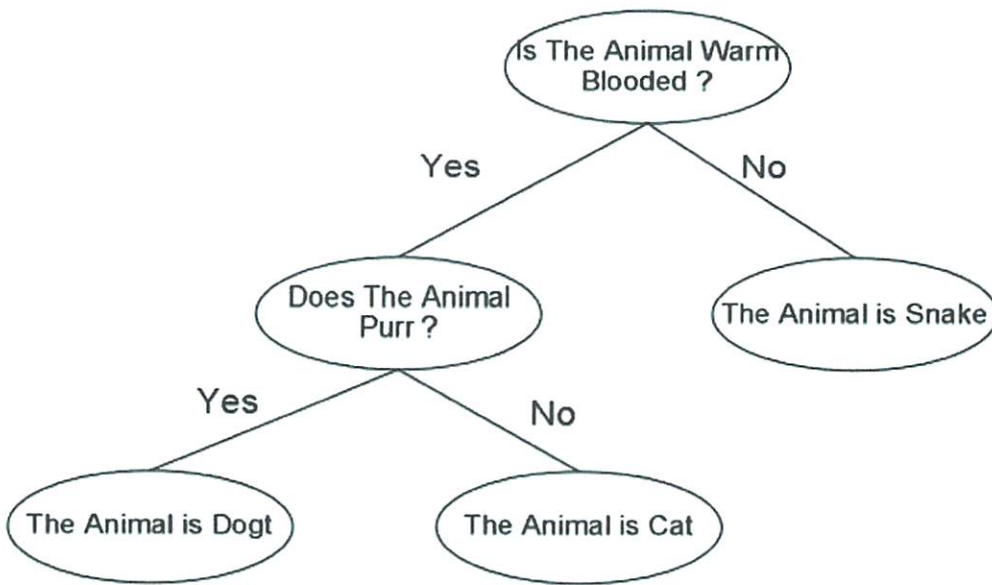 Is The Animal Warm
Blooded ?
Yes
No
Does The Animal
Purr ?
The Animal is Snake
Yes
No
The Animal is Dogt
The Animal is Cat